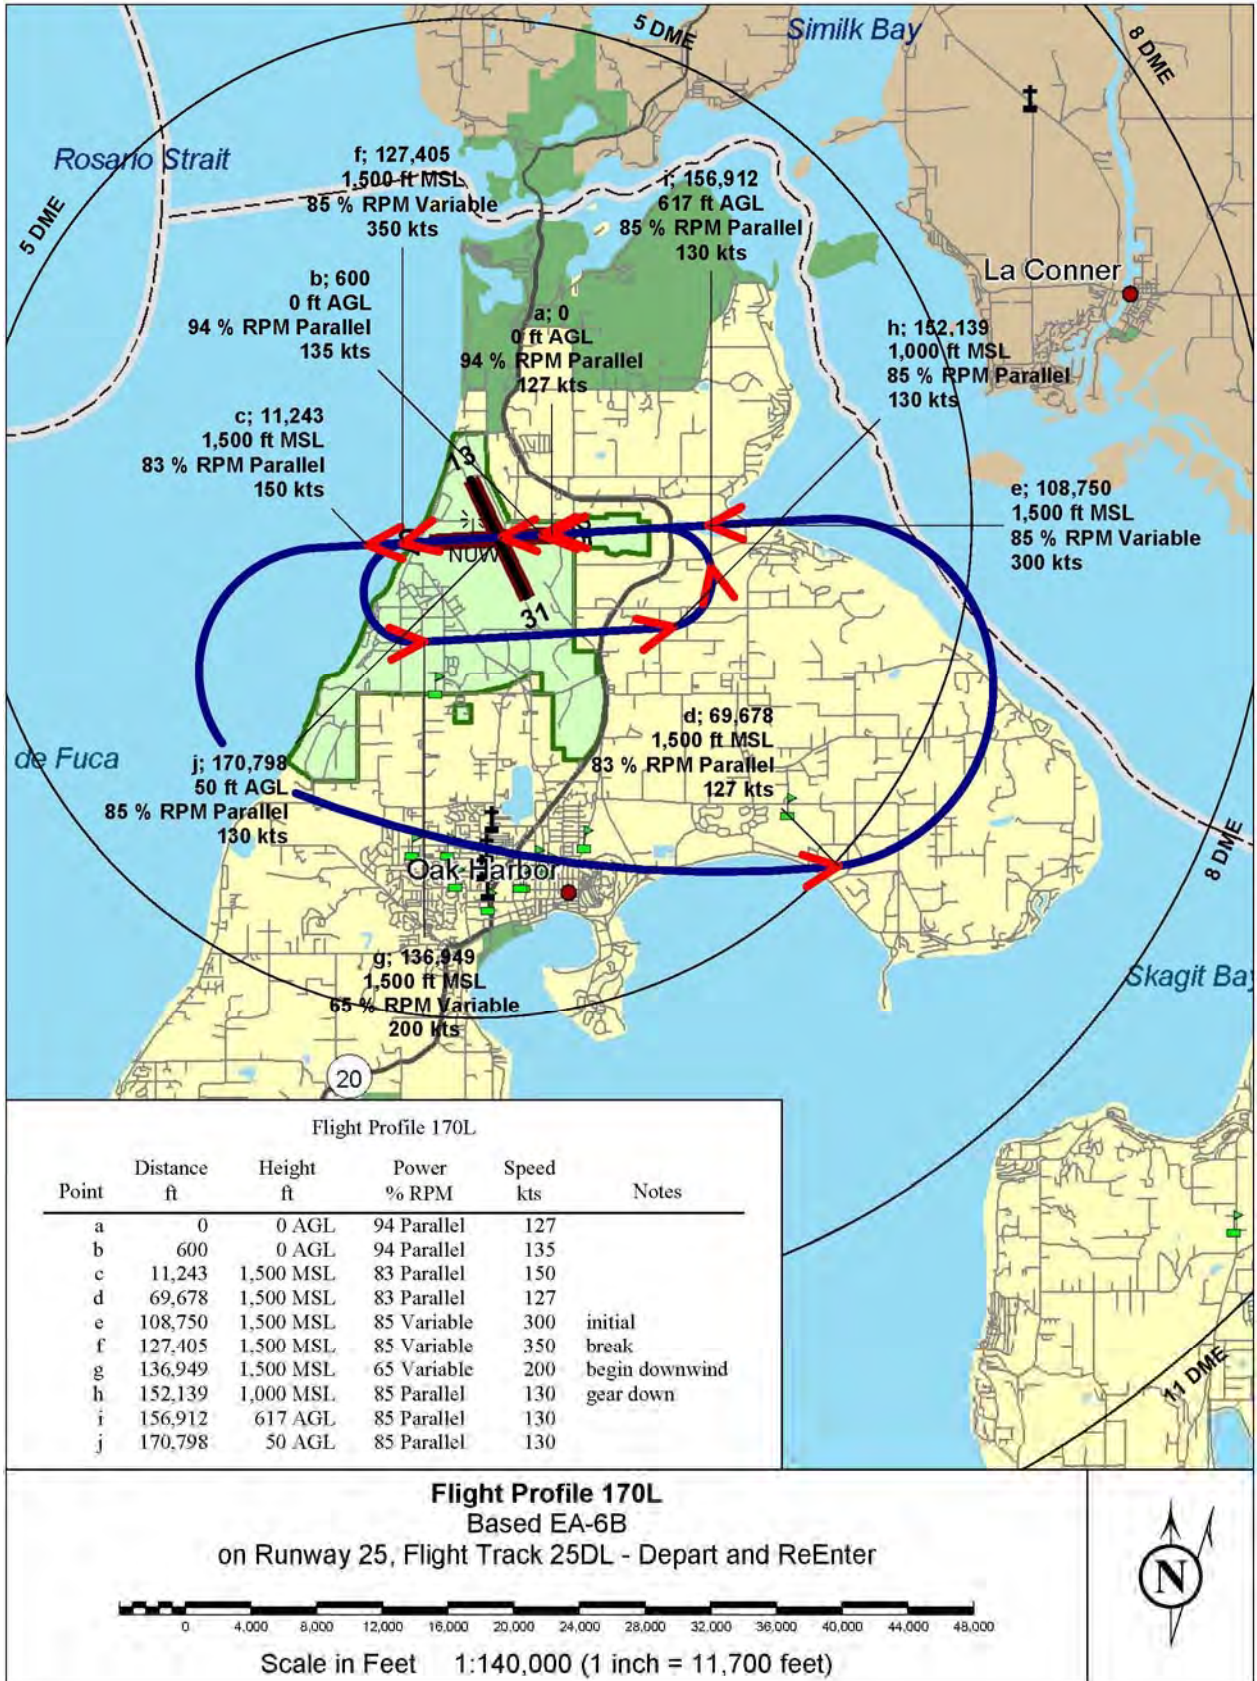 5 DME
Similk Bay
8 DME
Rosario Strait
f; 127,405
1,500 ft MSL
85 % RPM Variable
350 kts
i; 156,912
617 ft AGL
85 % RPM Parallel
130 kts
5 DME
La Conner
b; 600
0 ft AGL
94 % RPM Parallel
135 kts
a; 0
0 ft AGL
94 % RPM Parallel
127 kts
h; 152,139
1,000 ft MSL
85 % RPM Parallel
130 kts
c; 11,243
1,500 ft MSL
83 % RPM Parallel
150 kts
13
e; 108,750
1,500 ft MSL
85 % RPM Variable
300 kts
NUW
31
d; 69,678
1,500 ft MSL
83 % RPM Parallel
127 kts
de Fuca
j; 170,798
50 ft AGL
85 % RPM Parallel
130 kts
8 DME
Oak Harbor
g; 136,949
1,500 ft MSL
65 % RPM Variable
200 kts
Skagit Bay
20
11 DME
Flight Profile 170L
Point Distance ft Height ft Power % RPM Speed kts Notes
a 0 0 AGL 94 Parallel 127
b 600 0 AGL 94 Parallel 135
c 11,243 1,500 MSL 83 Parallel 150
d 69,678 1,500 MSL 83 Parallel 127
e 108,750 1,500 MSL 85 Variable 300 initial
f 127,405 1,500 MSL 85 Variable 350 break
g 136,949 1,500 MSL 65 Variable 200 begin downwind
h 152,139 1,000 MSL 85 Parallel 130 gear down
i 156,912 617 AGL 85 Parallel 130
j 170,798 50 AGL 85 Parallel 130
Flight Profile 170L
Based EA-6B
on Runway 25, Flight Track 25DL - Depart and ReEnter
0 4,000 8,000 12,000 16,000 20,000 24,000 28,000 32,000 36,000 40,000 44,000 48,000
Scale in Feet 1:140,000 (1 inch = 11,700 feet)
N